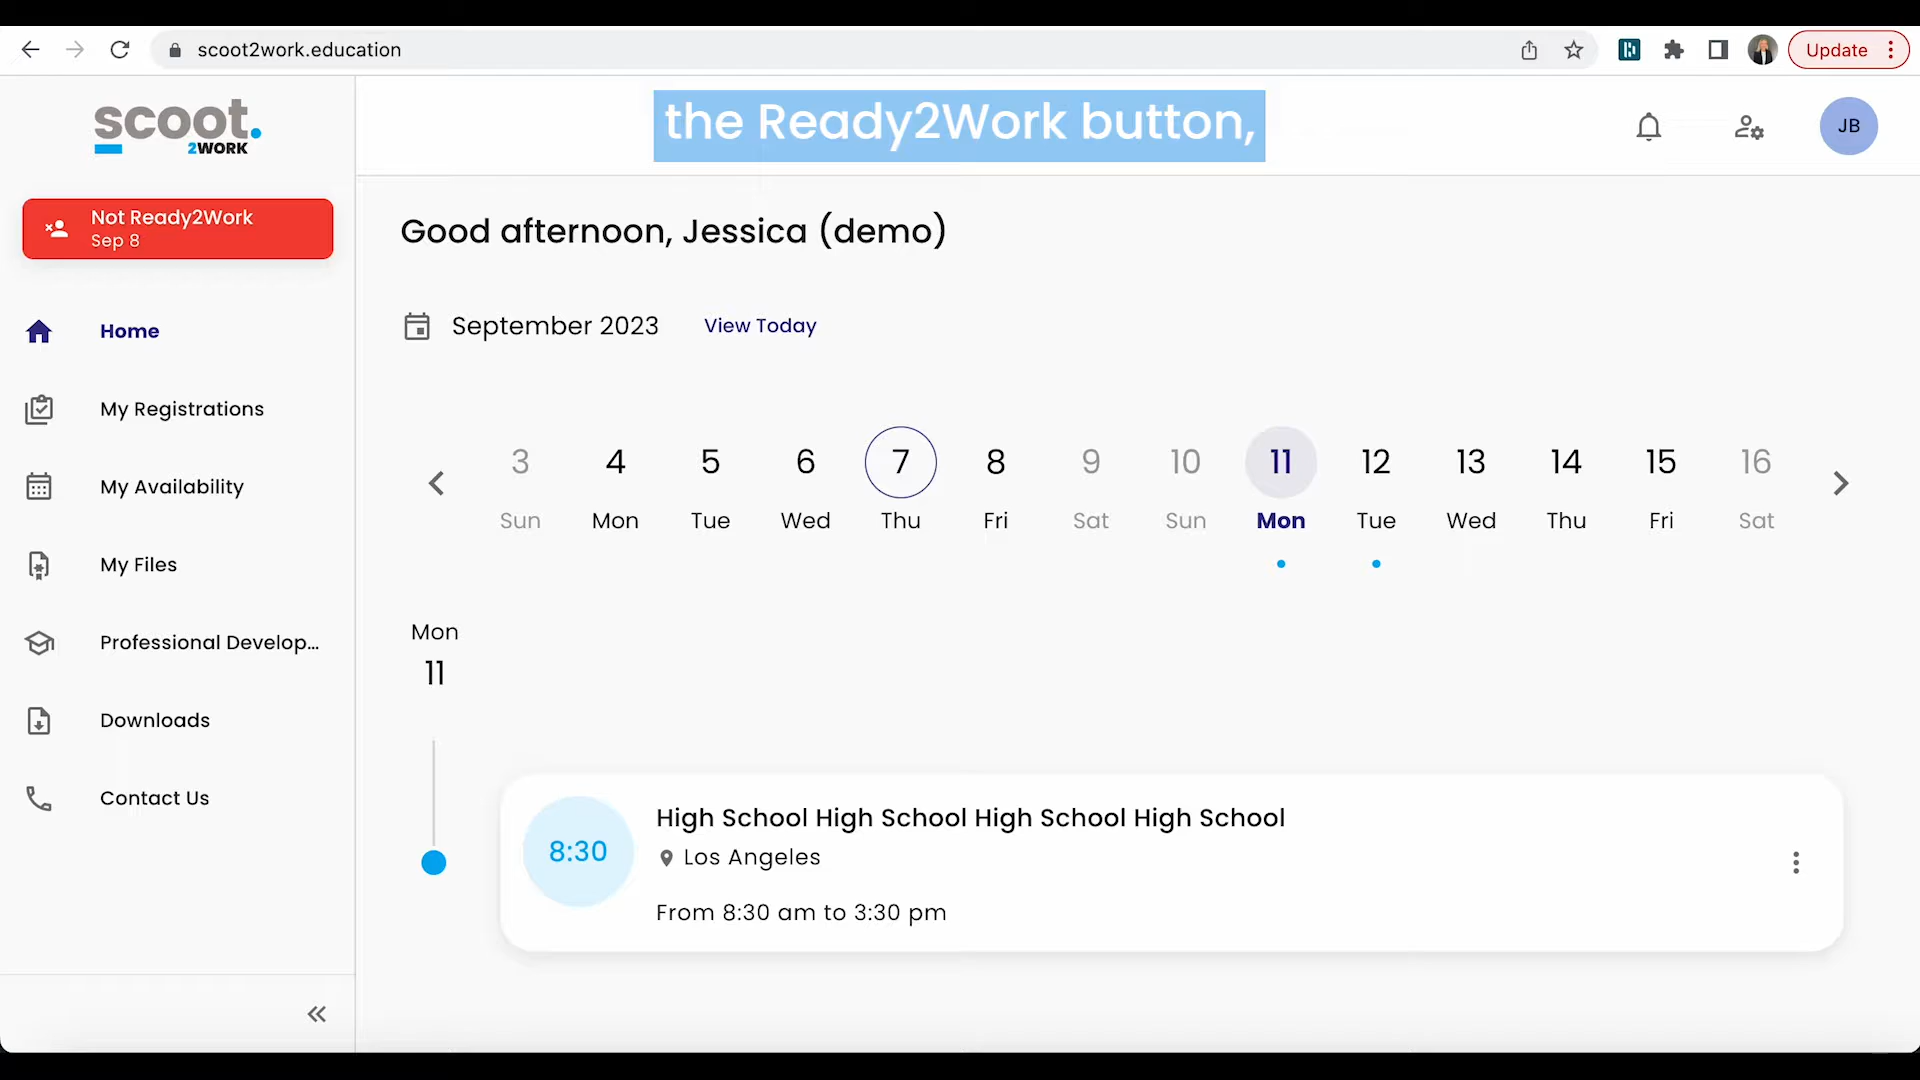 scoot2work.education
Update
scoot.
2WORK
the Ready2Work button,
JB
Not Ready2Work
Sep 8
Home
My Registrations
My Availability
My Files
Professional Develop...
Downloads
Contact Us
Good afternoon, Jessica (demo)
September 2023 View Today
3 4 5 6 7 8 9 10 11 12 13 14 15 16
Sun Mon Tue Wed Thu Fri Sat Sun Mon Tue Wed Thu Fri Sat
Mon
11
8:30
High School High School High School High School
Los Angeles
From 8:30 am to 3:30 pm